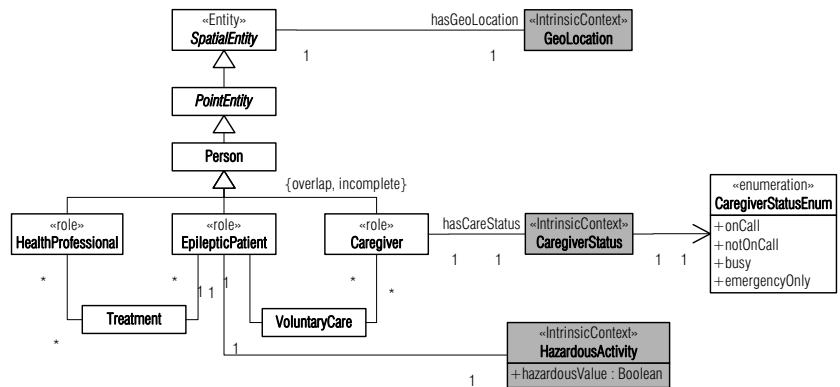 «Entity»
SpatialEntity
hasGeoLocation
1
1
«IntrinsicContext»
GeoLocation
PointEntity
Person
{overlap, incomplete}
«role»
HealthProfessional
«role»
EpilepticPatient
«role»
Caregiver
hasCareStatus
1
1
«IntrinsicContext»
CaregiverStatus
1
1
«enumeration»
CaregiverStatusEnum
+onCall
+notOnCall
+busy
+emergencyOnly
*
*
1
1
1
*
*
Treatment
*
VoluntaryCare
1
1
«IntrinsicContext»
HazardousActivity
+hazardousValue : Boolean